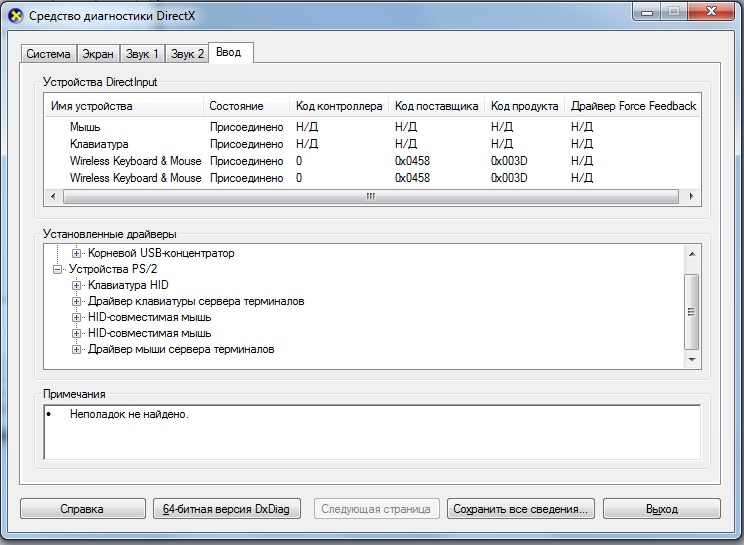 Средство диагностики DirectX
Система Экран Звук 1 Звук 2 Ввод
Устройства DirectInput
Имя устройства Состояние Код контроллера Код поставщика Код продукта Драйвер Force Feedback
Мышь Присоединено Н/Д Н/Д Н/Д Н/Д
Клавиатура Присоединено Н/Д Н/Д Н/Д Н/Д
Wireless Keyboard & Mouse Присоединено 0 0x0458 0x003D Н/Д
Wireless Keyboard & Mouse Присоединено 0 0x0458 0x003D Н/Д
Установленные драйверы
Корневой USB-концентратор
Устройства PS/2
Клавиатура HID
Драйвер клавиатуры сервера терминалов
HID-совместимая мышь
HID-совместимая мышь
Драйвер мыши сервера терминалов
Примечания
• Неполадок не найдено.
Справка 64-битная версия DxDiag Следующая страница Сохранить все сведения... Выход